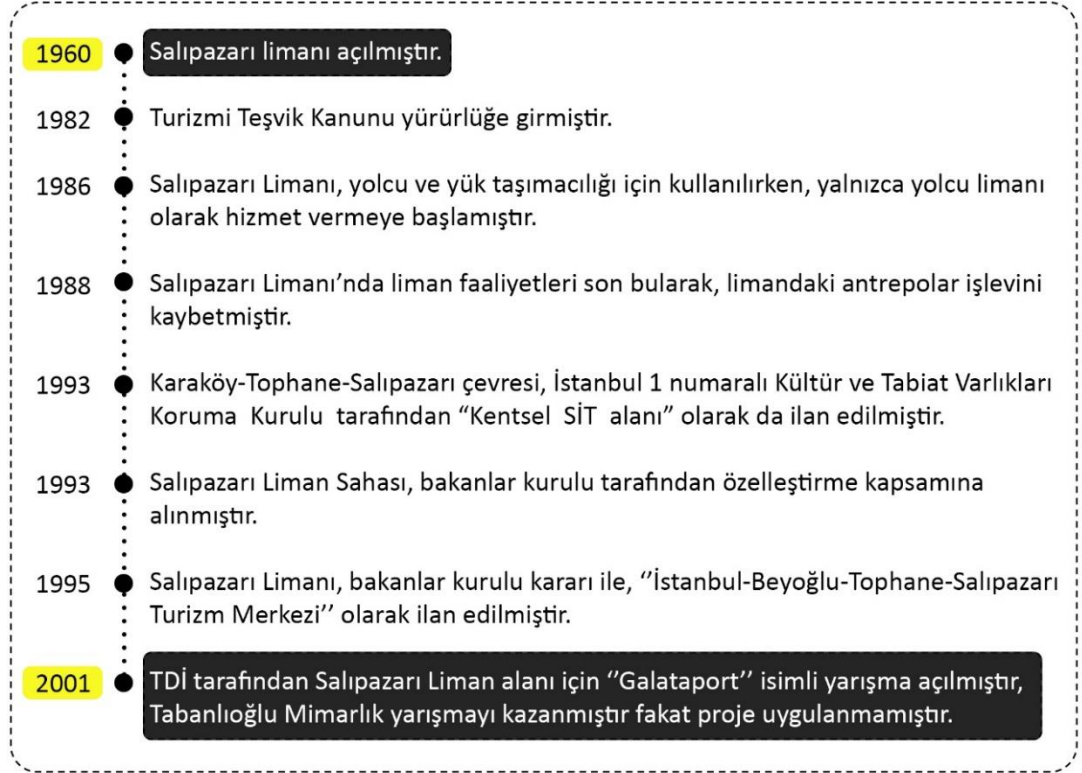 1960 Salıpazarı limanı açılmıştır.
1982 Turizmi Teşvik Kanunu yürürlüğe girmiştir.
1986 Salıpazarı Limanı, yolcu ve yük taşımacılığı için kullanılırken, yalnızca yolcu limanı
olarak hizmet vermeye başlamıştır.
1988 Salıpazarı Limanı’nda liman faaliyetleri son bularak, limandaki antrepolar işlevini
kaybetmiştir.
1993 Karaköy-Tophane-Salıpazarı çevresi, İstanbul 1 numaralı Kültür ve Tabiat Varlıkları
Koruma Kurulu tarafından “Kentsel SİT alanı” olarak da ilan edilmiştir.
1993 Salıpazarı Liman Sahası, bakanlar kurulu tarafından özelleştirme kapsamına
alınmıştır.
1995 Salıpazarı Limanı, bakanlar kurulu kararı ile, ‘’İstanbul-Beyoğlu-Tophane-Salıpazarı
Turizm Merkezi’’ olarak ilan edilmiştir.
2001 TDİ tarafından Salıpazarı Liman alanı için ‘’Galataport’’ isimli yarışma açılmıştır,
Tabanlıoğlu Mimarlık yarışmayı kazanmıştır fakat proje uygulanmamıştır.